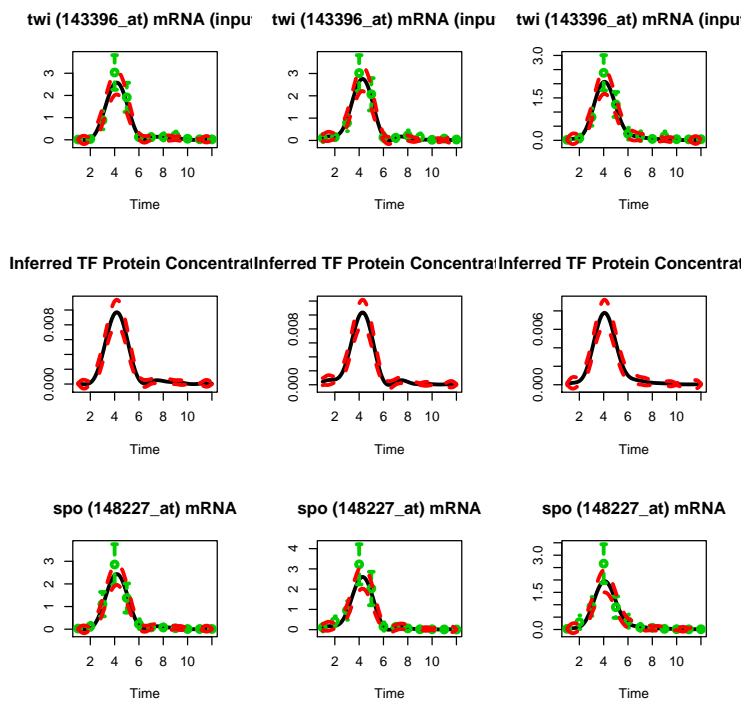 twi (143396_at) mRNA (inpu twi (143396_at) mRNA (inpu twi (143396_at) mRNA (inpu
0 1 2 3
2 4 6 8 10
Time
0 1 2 3 4
2 4 6 8 10
Time
0.0 1.5 3.0
2 4 6 8 10
Time
Inferred TF Protein Concentrat Inferred TF Protein Concentrat Inferred TF Protein Concentrat
0.000 0.008
2 4 6 8 10
Time
0.000 0.008
2 4 6 8 10
Time
0.000 0.006
2 4 6 8 10
Time
spo (148227_at) mRNA spo (148227_at) mRNA spo (148227_at) mRNA
0 1 2 3
2 4 6 8 10
Time
0 1 2 3 4
2 4 6 8 10
Time
0.0 1.5 3.0
2 4 6 8 10
Time